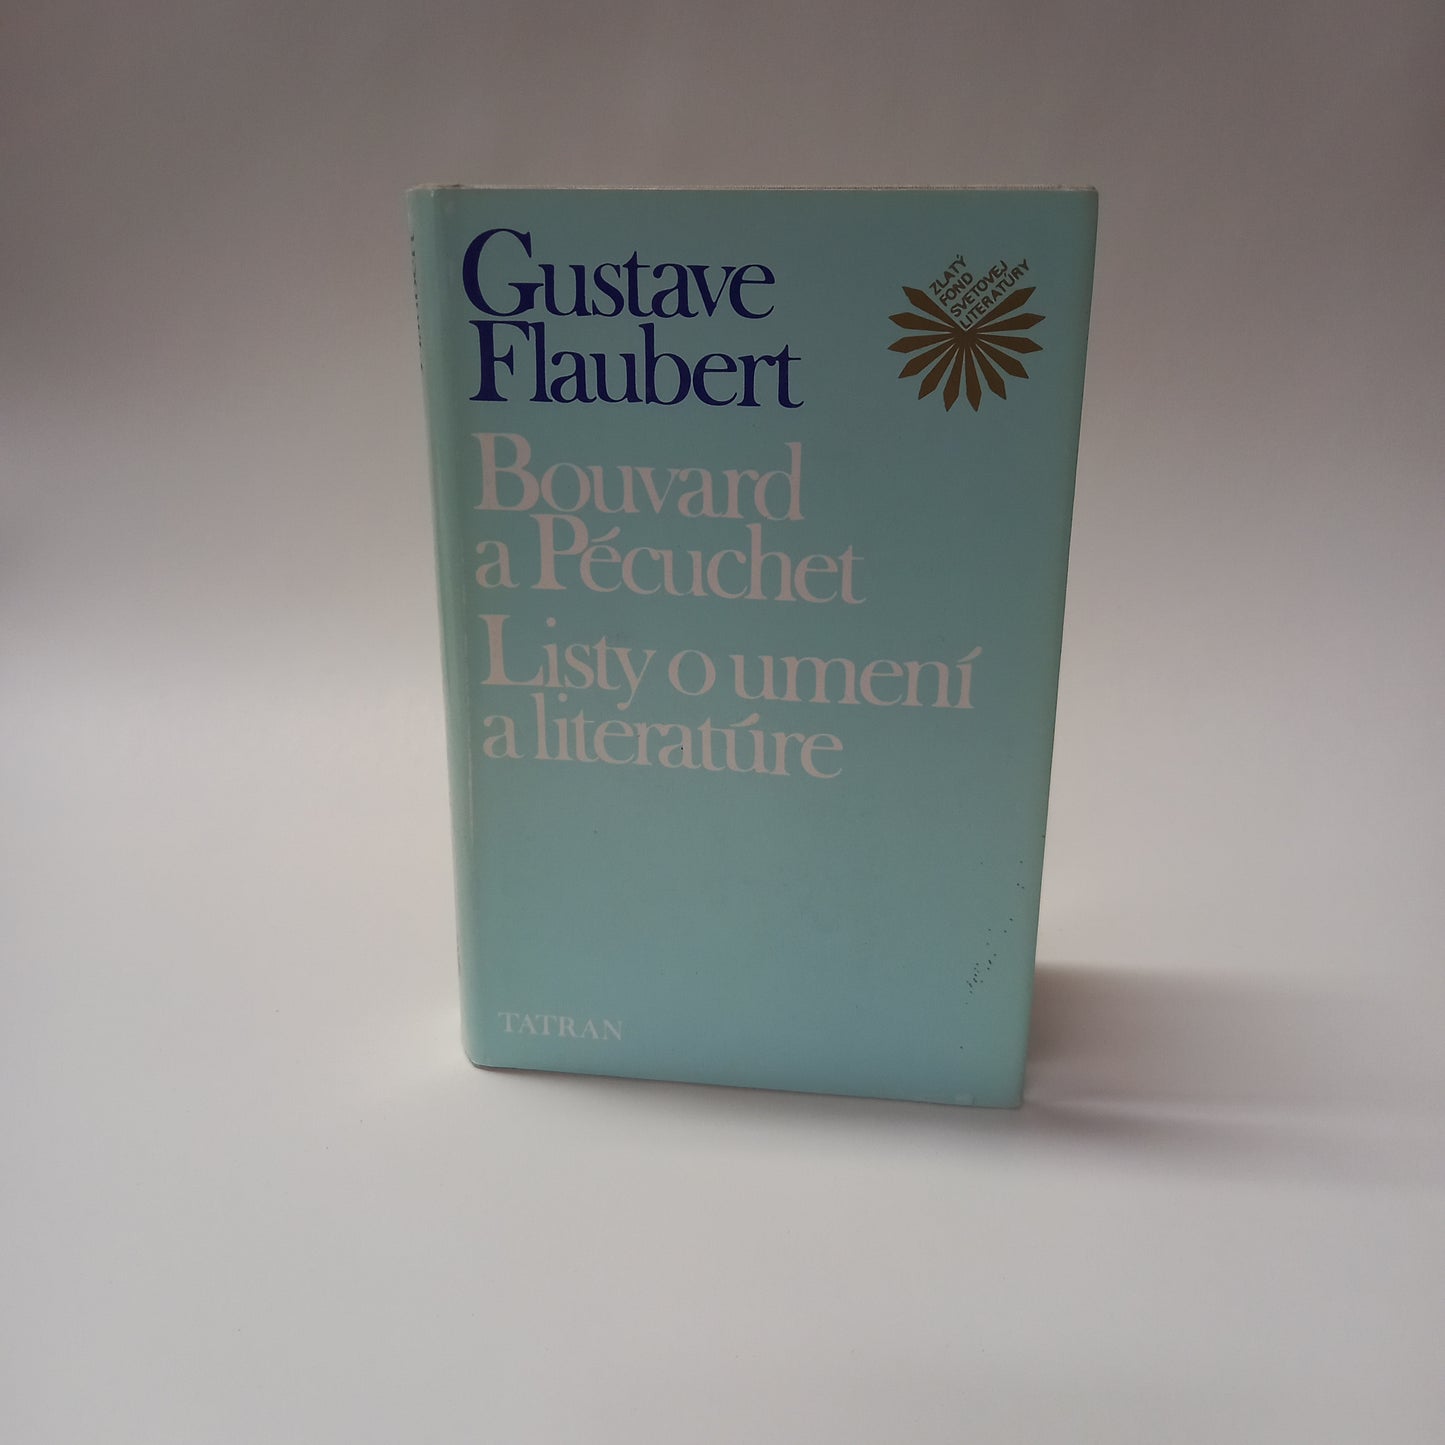 Gustave
Flaubert
ZLATÝ
FOND
SVETOVEJ
LITERATÚRY
Bouvard
a Pécuchet
Listy o umení
a literatúre
TATRAN